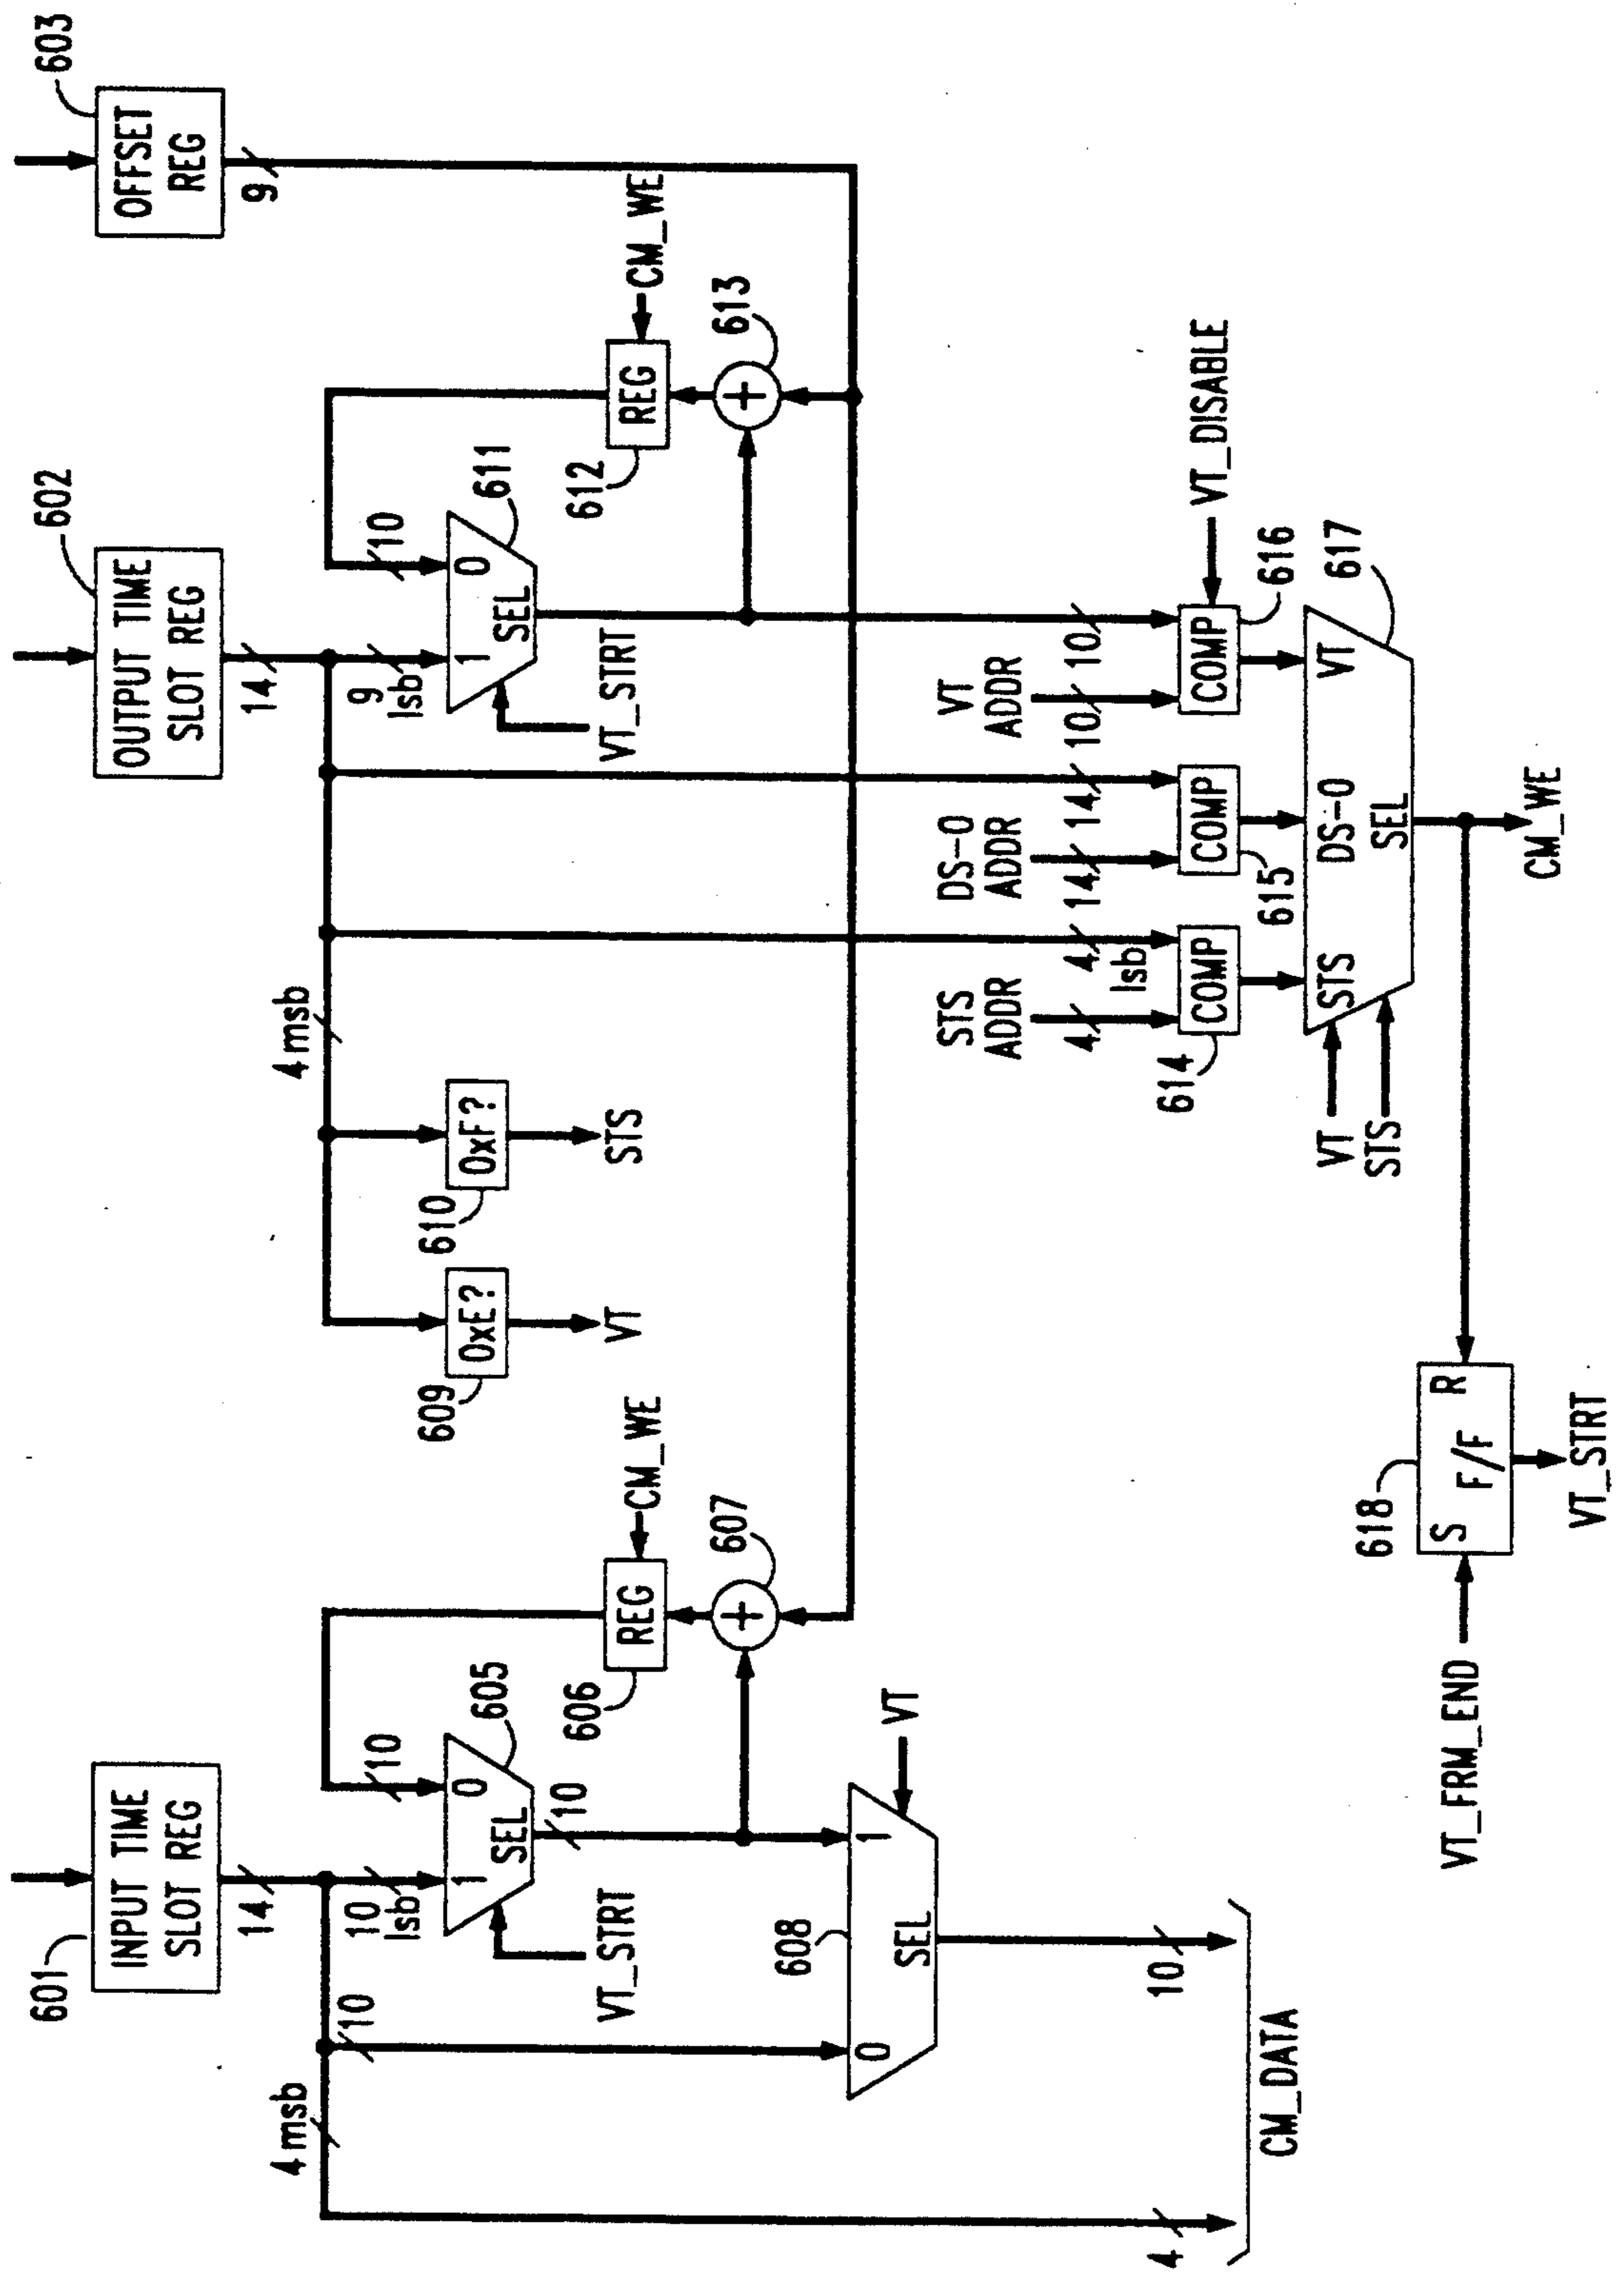 601
INPUT TIME
SLOT REG
602
OUTPUT TIME
SLOT REG
603
OFFSET
REG
14
14
9
4 msb
10
10
lsb
10
4 msb
9
lsb
10
1
0
SEL
605
VT_STRT
10
606
REG
CM_WE
607
609
0xE?
VT
610
0xF?
STS
1
0
SEL
611
VT_STRT
612
REG
CM_WE
613
608
0
1
SEL
VT
STS
ADDR
4
4
lsb
DS-0
ADDR
14
14
VT
ADDR
10
10
614
COMP
615
COMP
COMP
616
VT_DISABLE
VT
STS
STS
DS-0
VT
SEL
617
4
10
CM_DATA
VT_FRM_END
618
S
R
F/F
VT_STRT
CM_WE